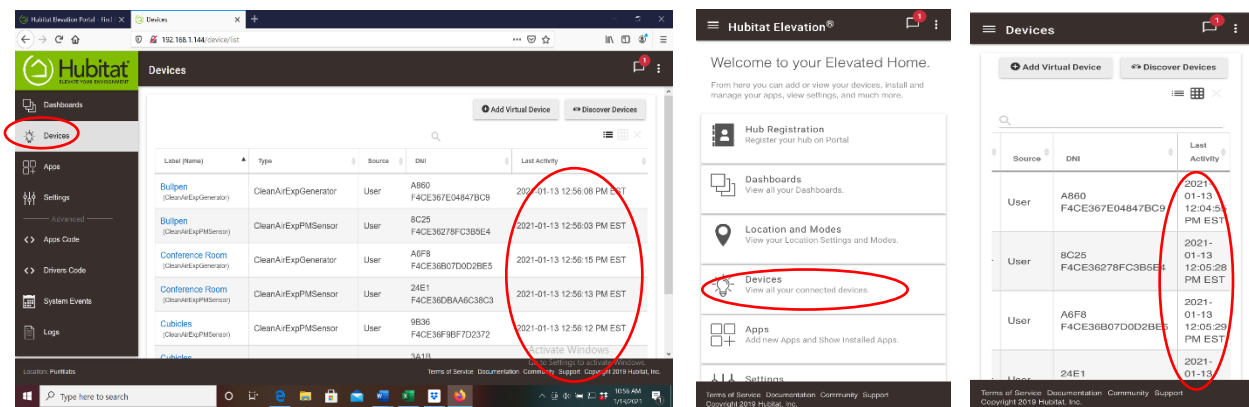 Hubitat Elevation Portal - Find
Devices
192.168.1.144/device/list
Hubitat
ELEVATE YOUR ENVIRONMENT
Devices
1
Dashboards
Devices
Apps
Settings
Advanced
Apps Code
Drivers Code
System Events
Logs
Add Virtual Device
Discover Devices
Label (Name) Type Source DNI Last Activity
Bullpen
(CleanAirExpGenerator)
CleanAirExpGenerator User A860
F4CE367E04847BC9
2021-01-13 12:56:08 PM EST
Bullpen
(CleanAirExpPMSensor)
CleanAirExpPMSensor User 8C25
F4CE36278FC3B5E4
2021-01-13 12:56:03 PM EST
Conference Room
(CleanAirExpGenerator)
CleanAirExpGenerator User A6F8
F4CE36B07D0D2BE5
2021-01-13 12:56:15 PM EST
Conference Room
(CleanAirExpPMSensor)
CleanAirExpPMSensor User 24E1
F4CE36DBAA6C38C3
2021-01-13 12:56:13 PM EST
Cubicles
(CleanAirExpPMSensor)
CleanAirExpPMSensor User 9B36
F4CE36F9BF7D2372
2021-01-13 12:56:12 PM EST
Cubicles
3A1B
Activate Windows
Go to Settings to activate Windows.
Location: Purifilabs
Terms of Service Documentation Community Support Copyright 2019 Hubitat, Inc.
Type here to search
10:56 AM
1/13/2021
Hubitat Elevation®
1
Welcome to your Elevated Home.
From here you can add or view your devices, install and
manage your apps, view settings, and much more.
Hub Registration
Register your hub on Portal
Dashboards
View all your Dashboards.
Location and Modes
View your Location Settings and Modes.
Devices
View all your connected devices.
Apps
Add new Apps and Show Installed Apps.
Settings
Terms of Service Documentation Community Support
Copyright 2019 Hubitat, Inc.
Devices
1
Add Virtual Device
Discover Devices
Source DNI Last
Activity
User A860
F4CE367E04847BC9
2021-
01-13
12:04:55
PM EST
User 8C25
F4CE36278FC3B5E4
2021-
01-13
12:05:28
PM EST
User A6F8
F4CE36B07D0D2BE5
2021-
01-13
12:05:29
PM EST
User 24E1
2021-
01-13
Terms of Service Documentation Community Support
Copyright 2019 Hubitat, Inc.